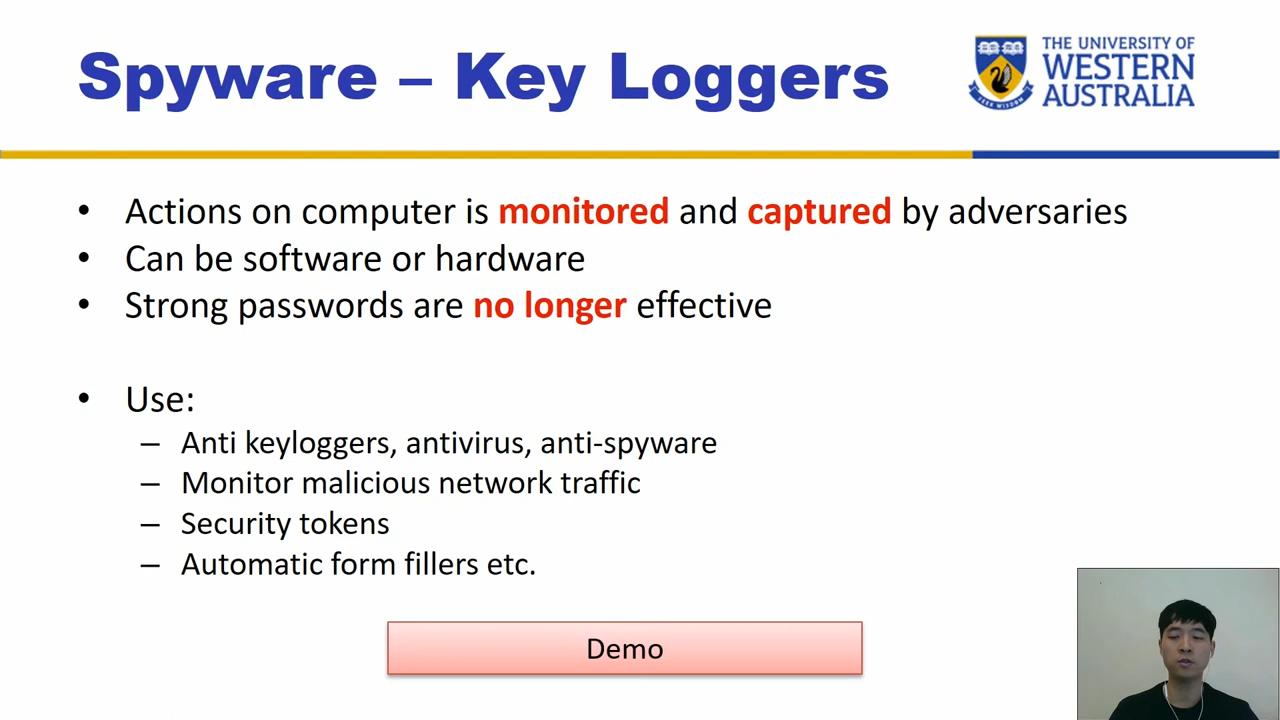 Spyware – Key Loggers
THE UNIVERSITY OF
WESTERN
AUSTRALIA
SEEK WISDOM
• Actions on computer is monitored and captured by adversaries
• Can be software or hardware
• Strong passwords are no longer effective
• Use:
– Anti keyloggers, antivirus, anti-spyware
– Monitor malicious network traffic
– Security tokens
– Automatic form fillers etc.
Demo